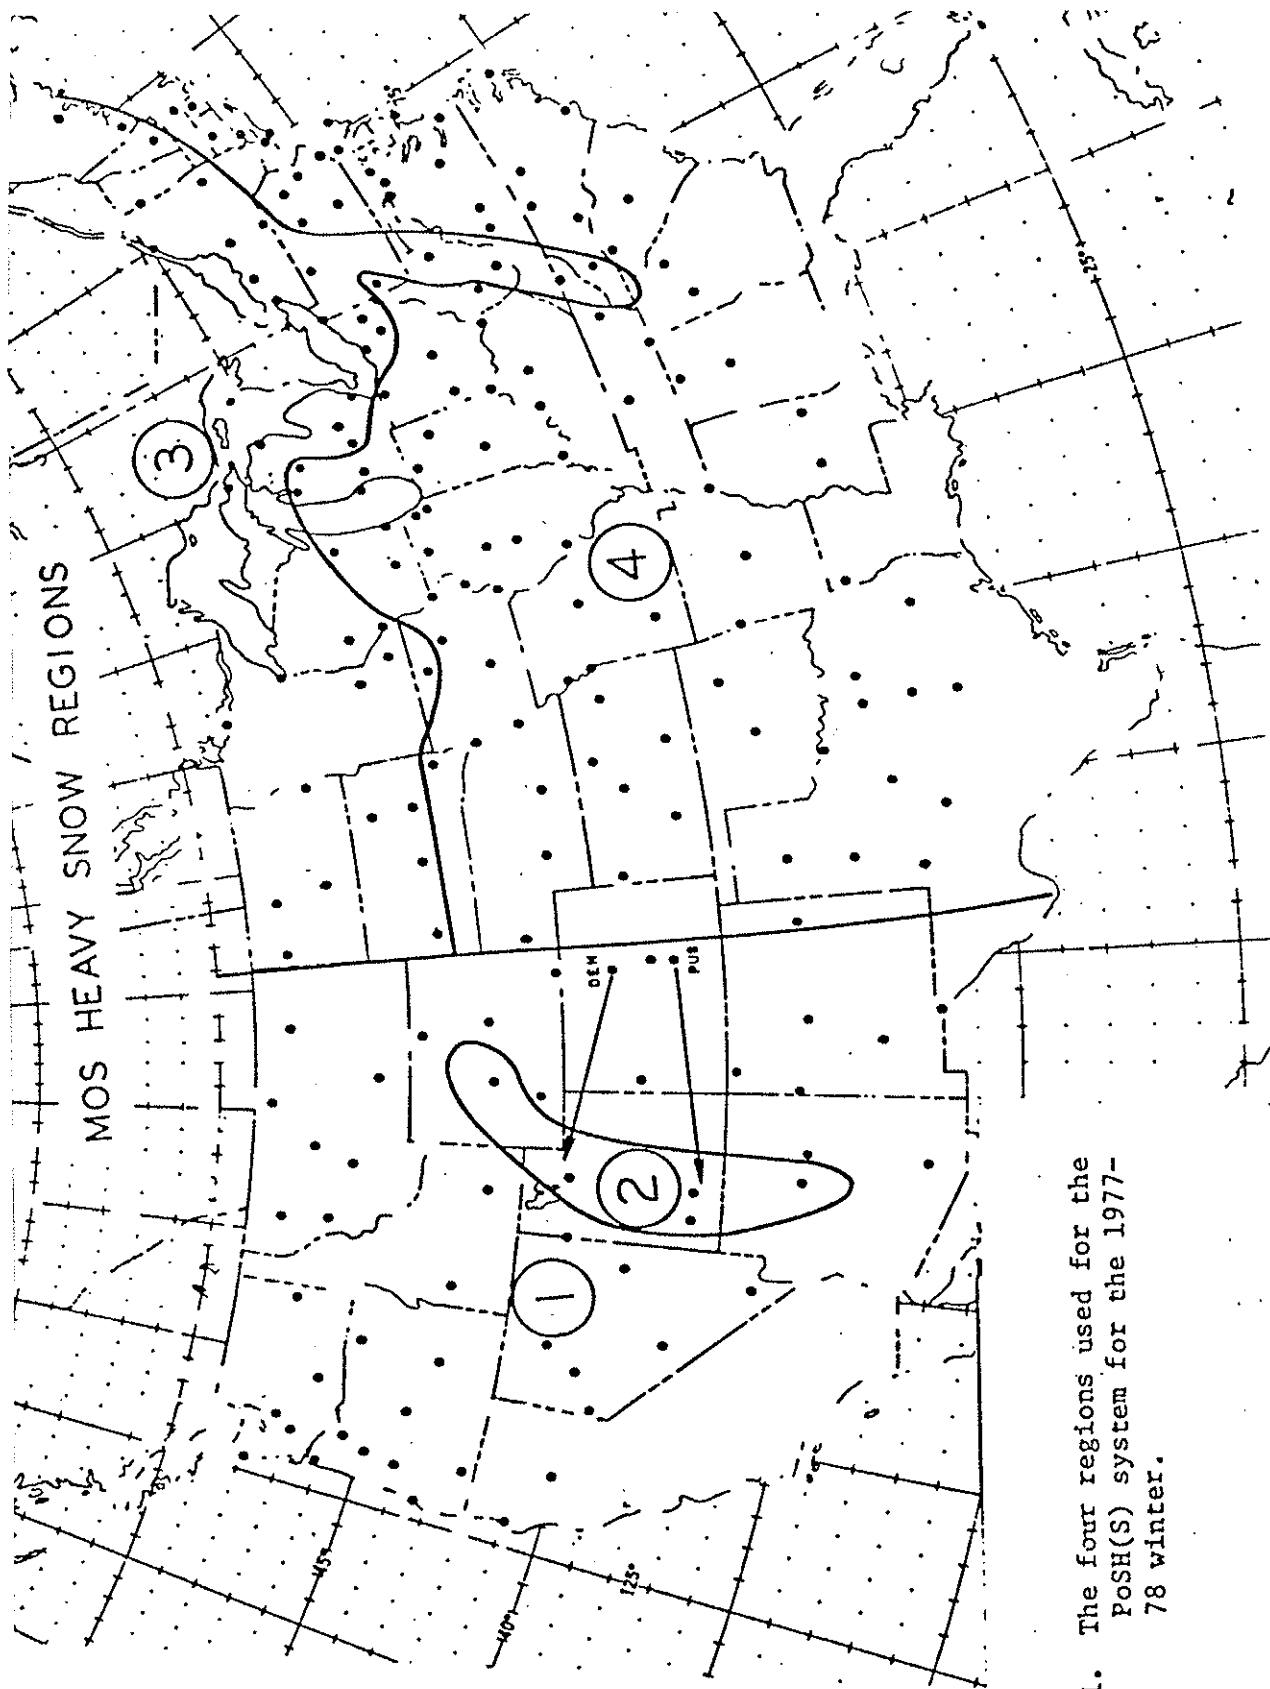 MOS HEAVY SNOW REGIONS
3
4
DEN
PUB
2
1
45°
40°
125°
25°
1. The four regions used for the
PoSH(S) system for the 1977-
78 winter.